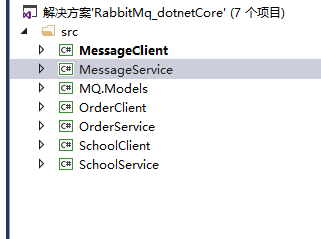 解决方案'RabbitMq_dotnetCore' (7 个项目)
src
C# MessageClient
C# MessageService
C# MQ.Models
C# OrderClient
C# OrderService
C# SchoolClient
C# SchoolService